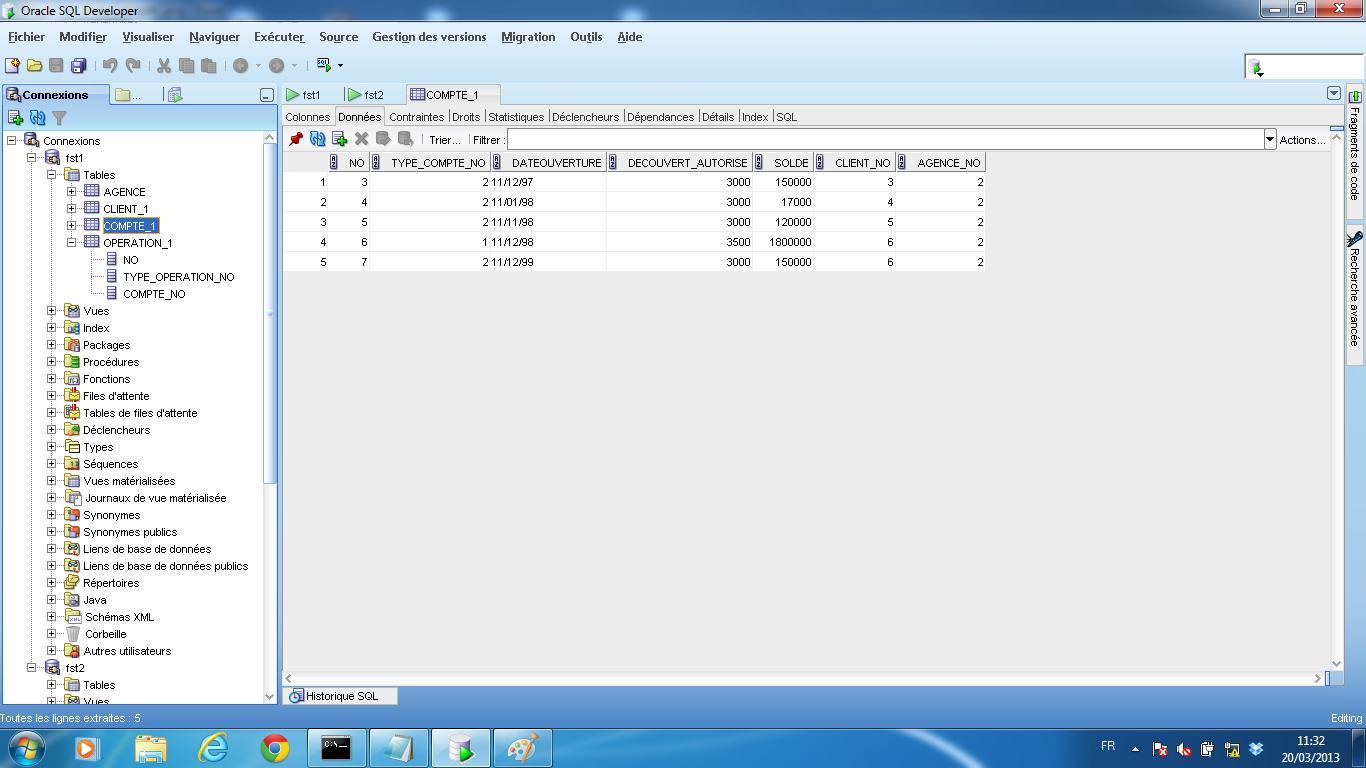 Oracle SQL Developer
Fichier Modifier Visualiser Naviguer Exécuter Source Gestion des versions Migration Outils Aide
Connexions
...
fst1
fst2
COMPTE_1
Colonnes Données Contraintes Droits Statistiques Déclencheurs Dépendances Détails Index SQL
Trier... Filtrer : Actions...
NO TYPE_COMPTE_NO DATEOUVERTURE DECOUVERT_AUTORISE SOLDE CLIENT_NO AGENCE_NO
1 3 2 11/12/97 3000 150000 3 2
2 4 2 11/01/98 3000 17000 4 2
3 5 2 11/11/98 3000 120000 5 2
4 6 1 11/12/98 3500 1800000 6 2
5 7 2 11/12/99 3000 150000 6 2
Connexions
fst1
Tables
AGENCE
CLIENT_1
COMPTE_1
OPERATION_1
NO
TYPE_OPERATION_NO
COMPTE_NO
Vues
Index
Packages
Procédures
Fonctions
Files d'attente
Tables de files d'attente
Déclencheurs
Types
Séquences
Vues matérialisées
Journaux de vue matérialisée
Synonymes
Synonymes publics
Liens de base de données
Liens de base de données publics
Répertoires
Java
Schémas XML
Corbeille
Autres utilisateurs
fst2
Tables
Vues
Fragments de code
Recherche avancée
Historique SQL
Toutes les lignes extraites : 5
Editing
FR
11:32
20/03/2013